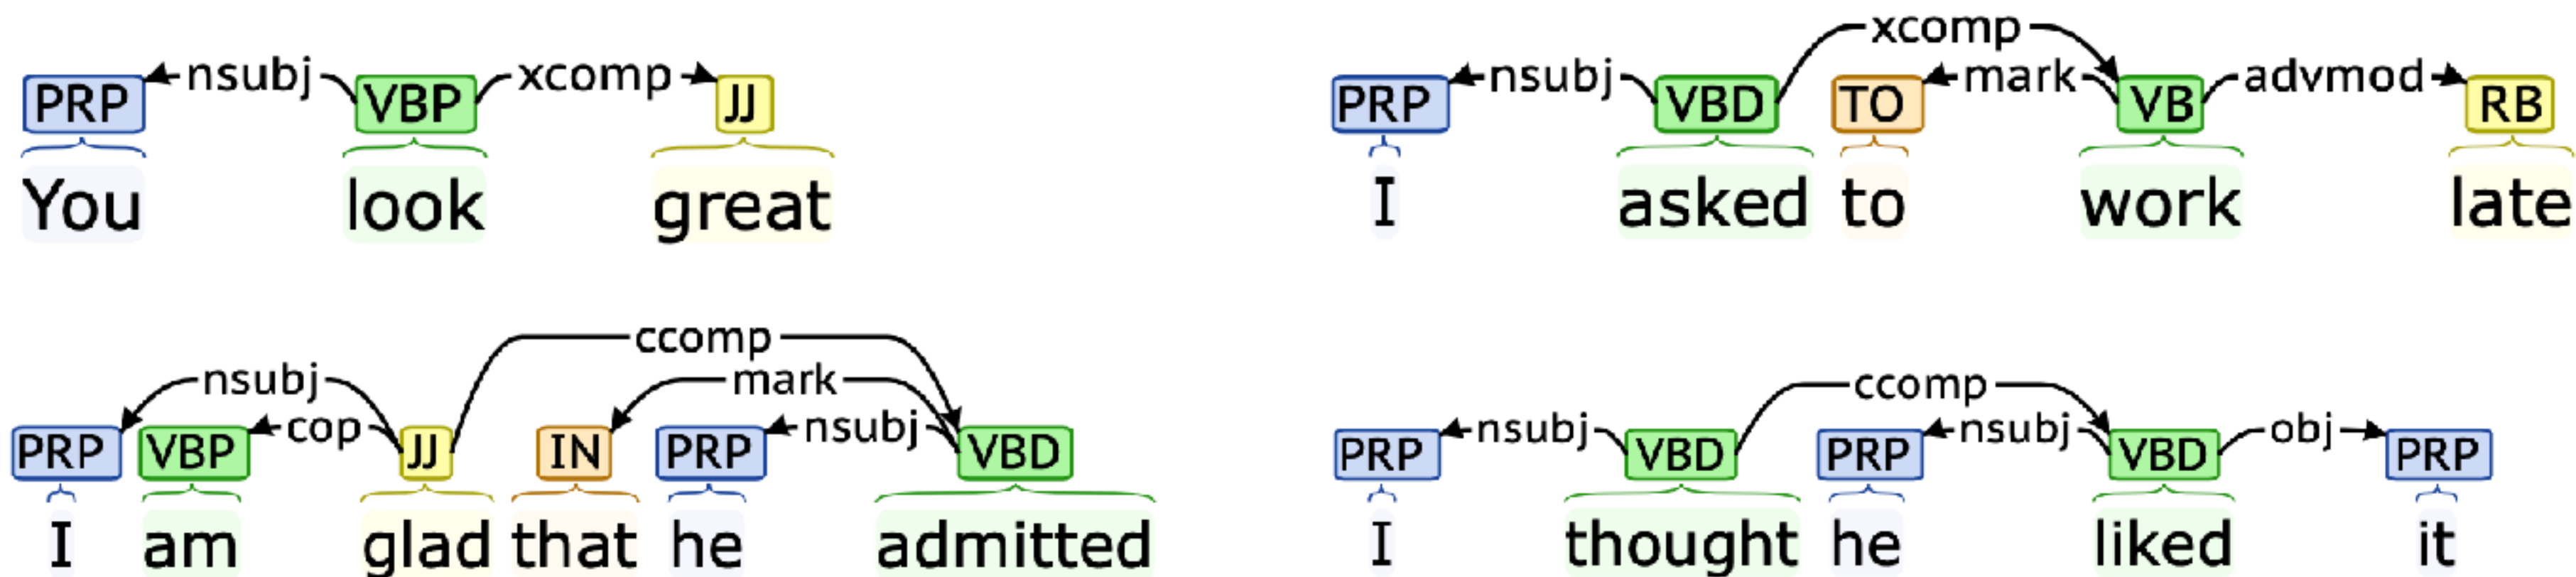 nsubj xcomp
PRP VBP JJ
You look great
xcomp
nsubj mark advmod
PRP VBD TO VB RB
I asked to work late
ccomp
nsubj mark
cop nsubj
PRP VBP JJ IN PRP VBD
I am glad that he admitted
ccomp
nsubj nsubj obj
PRP VBD PRP VBD PRP
I thought he liked it